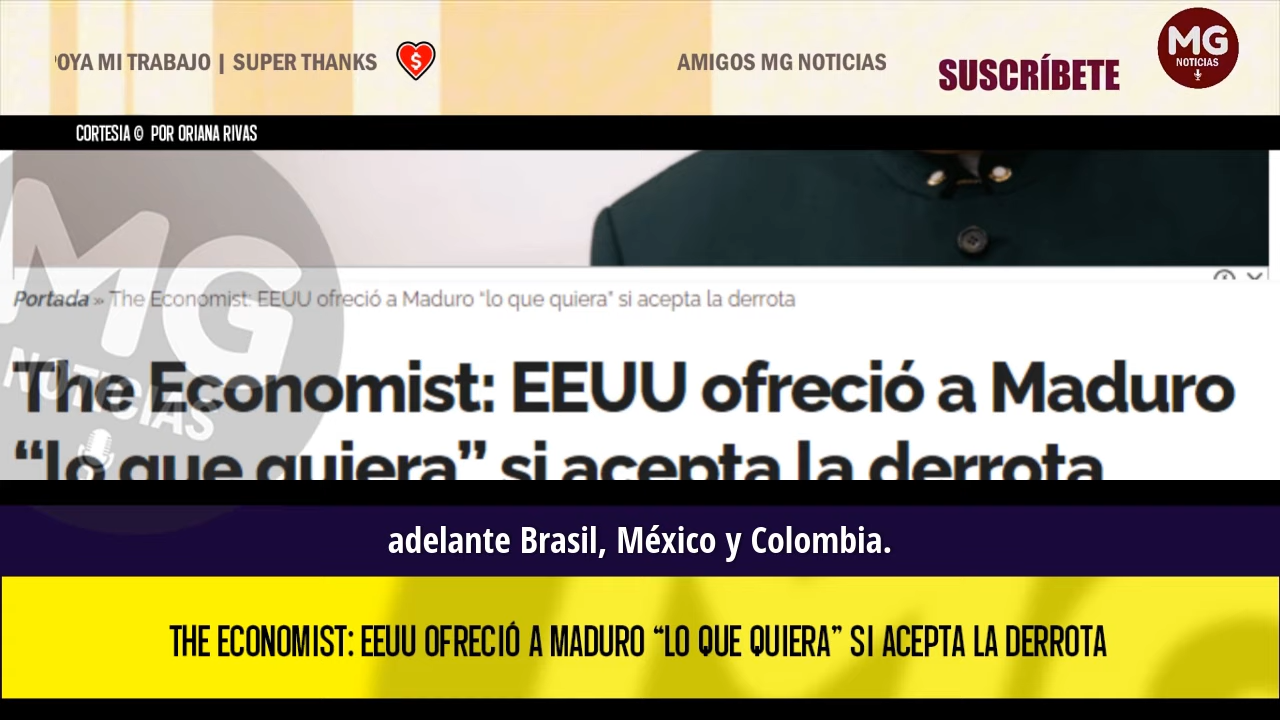 OYA MI TRABAJO | SUPER THANKS
AMIGOS MG NOTICIAS
SUSCRÍBETE
MG
NOTICIAS
CORTESIA © POR ORIANA RIVAS
Portada » The Economist: EEUU ofreció a Maduro “lo que quiera” si acepta la derrota
The Economist: EEUU ofreció a Maduro
“lo que quiera” si acepta la derrota
MG
NOTICIAS
adelante Brasil, México y Colombia.
THE ECONOMIST: EEUU OFRECIÓ A MADURO “LO QUE QUIERA” SI ACEPTA LA DERROTA